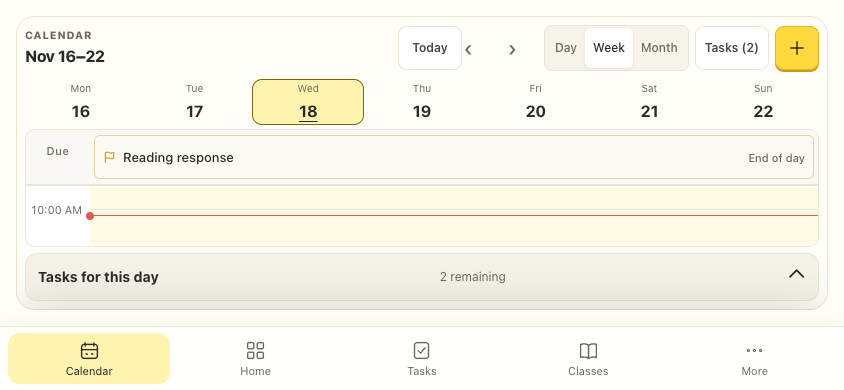 CALENDAR
Nov 16–22
Today
Day Week Month
Tasks (2)
Mon Tue Wed Thu Fri Sat Sun
16 17 18 19 20 21 22
Due
Reading response
End of day
10:00 AM
Tasks for this day
2 remaining
Calendar Home Tasks Classes More